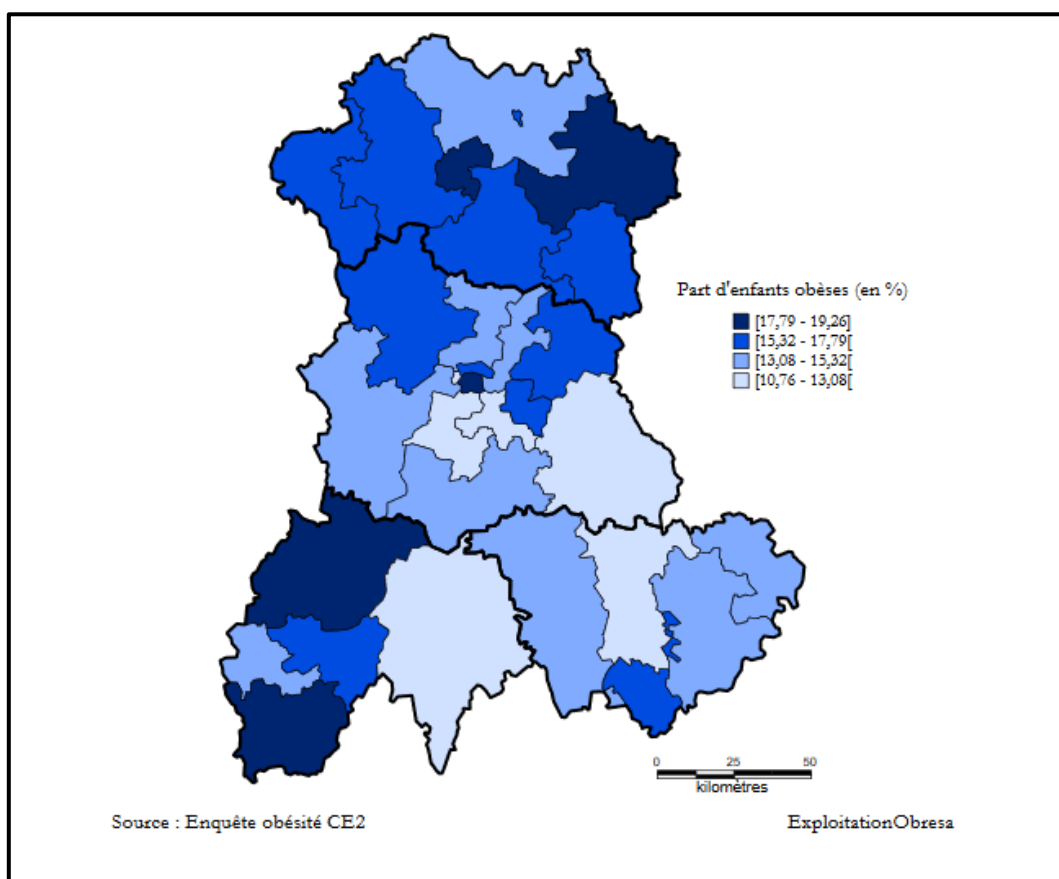 Part d'enfants obèses (en %)
[17,79 - 19,26]
[15,32 - 17,79[
[13,08 - 15,32[
[10,76 - 13,08[
0 25 50
kilomètres
Source : Enquête obésité CE2
ExploitationObresa